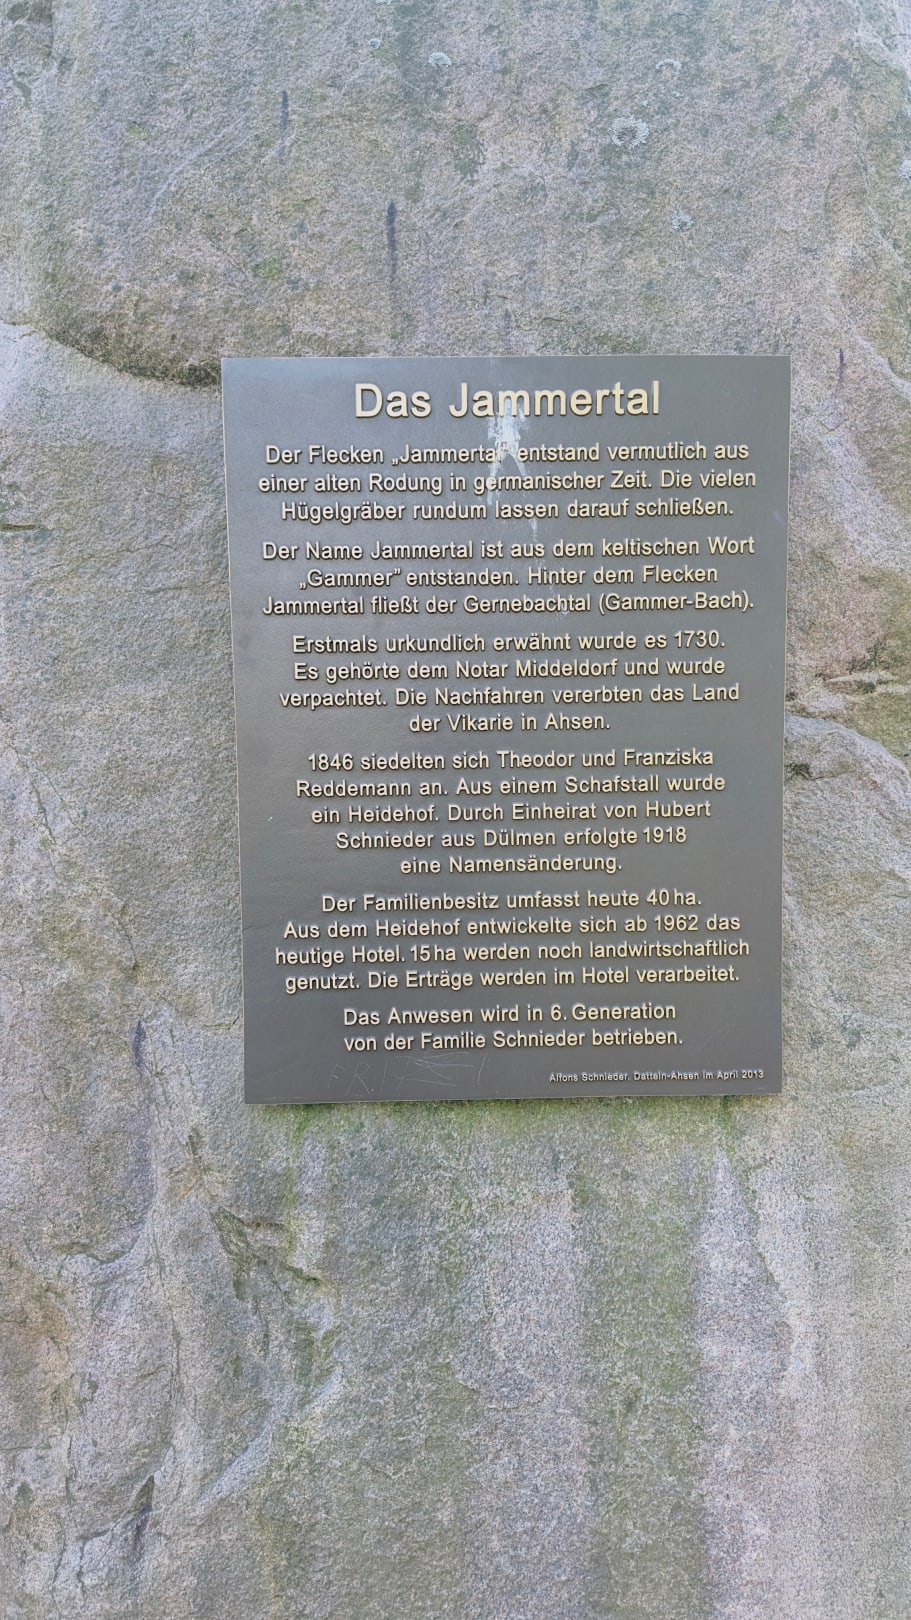 Das Jammertal
Der Flecken „Jammertal” entstand vermutlich aus
einer alten Rodung in germanischer Zeit. Die vielen
Hügelgräber rundum lassen darauf schließen.
Der Name Jammertal ist aus dem keltischen Wort
„Gammer” entstanden. Hinter dem Flecken
Jammertal fließt der Gernebachtal (Gammer-Bach).
Erstmals urkundlich erwähnt wurde es 1730.
Es gehörte dem Notar Middeldorf und wurde
verpachtet. Die Nachfahren vererbten das Land
der Vikarie in Ahsen.
1846 siedelten sich Theodor und Franziska
Reddemann an. Aus einem Schafstall wurde
ein Heidehof. Durch Einheirat von Hubert
Schnieder aus Dülmen erfolgte 1918
eine Namensänderung.
Der Familienbesitz umfasst heute 40 ha.
Aus dem Heidehof entwickelte sich ab 1962 das
heutige Hotel. 15 ha werden noch landwirtschaftlich
genutzt. Die Erträge werden im Hotel verarbeitet.
Das Anwesen wird in 6. Generation
von der Familie Schnieder betrieben.
Alfons Schnieder, Datteln-Ahsen im April 2013